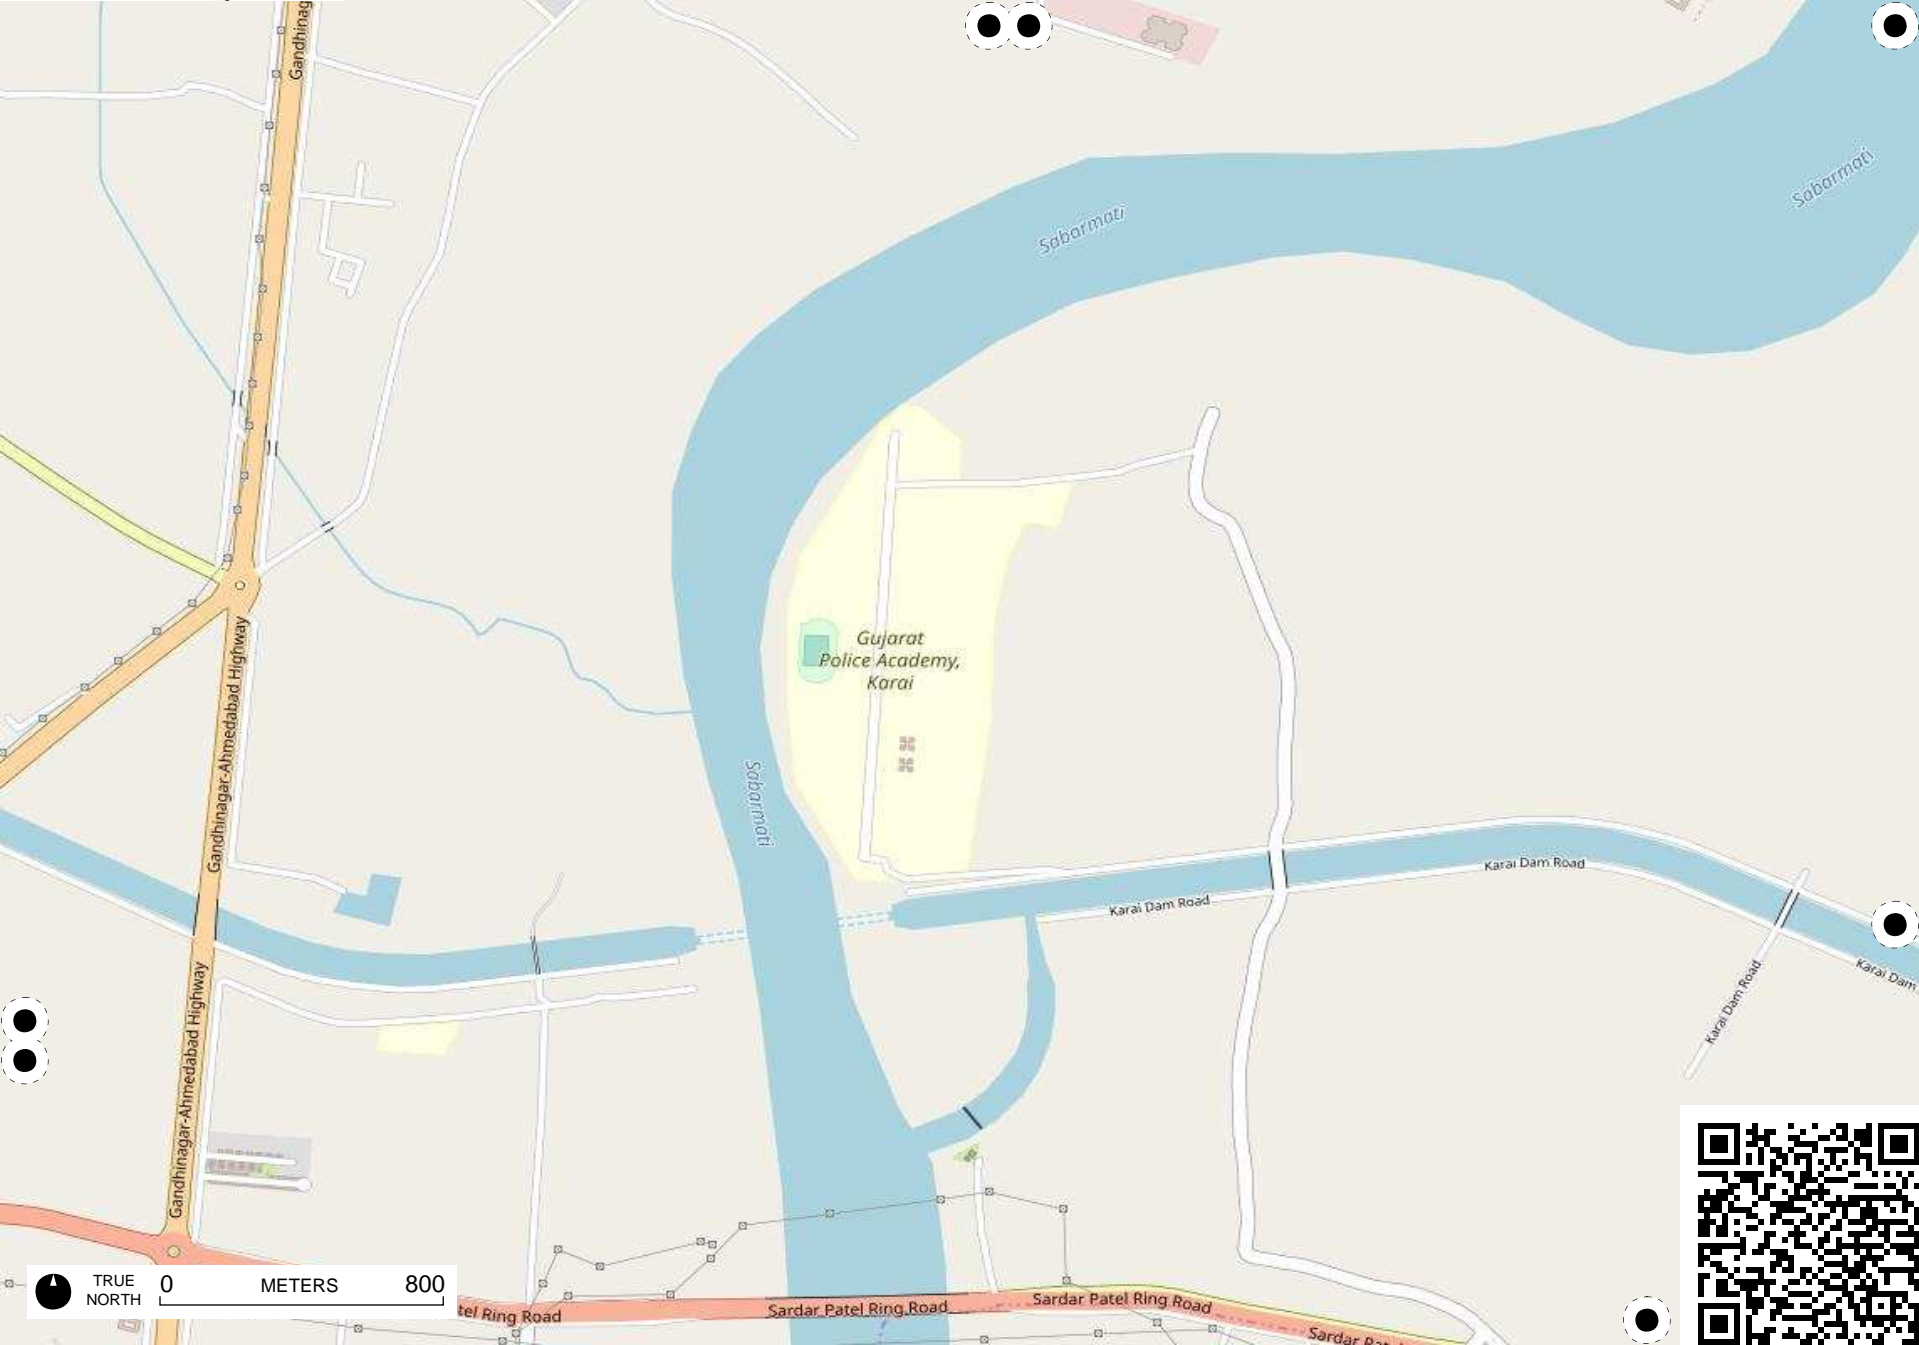 Gandhinag
Sabarmati
Sabarmati
Gujarat
Police Academy,
Karai
Gandhinagar-Ahmedabad Highway
Sabarmati
Karai Dam Road
Karai Dam Road
Karai Dam
Karai Dam Road
Gandhinagar-Ahmedabad Highway
TRUE
NORTH
0 METERS 800
tel Ring Road
Sardar Patel Ring Road
Sardar Patel Ring Road
Sardar Pat